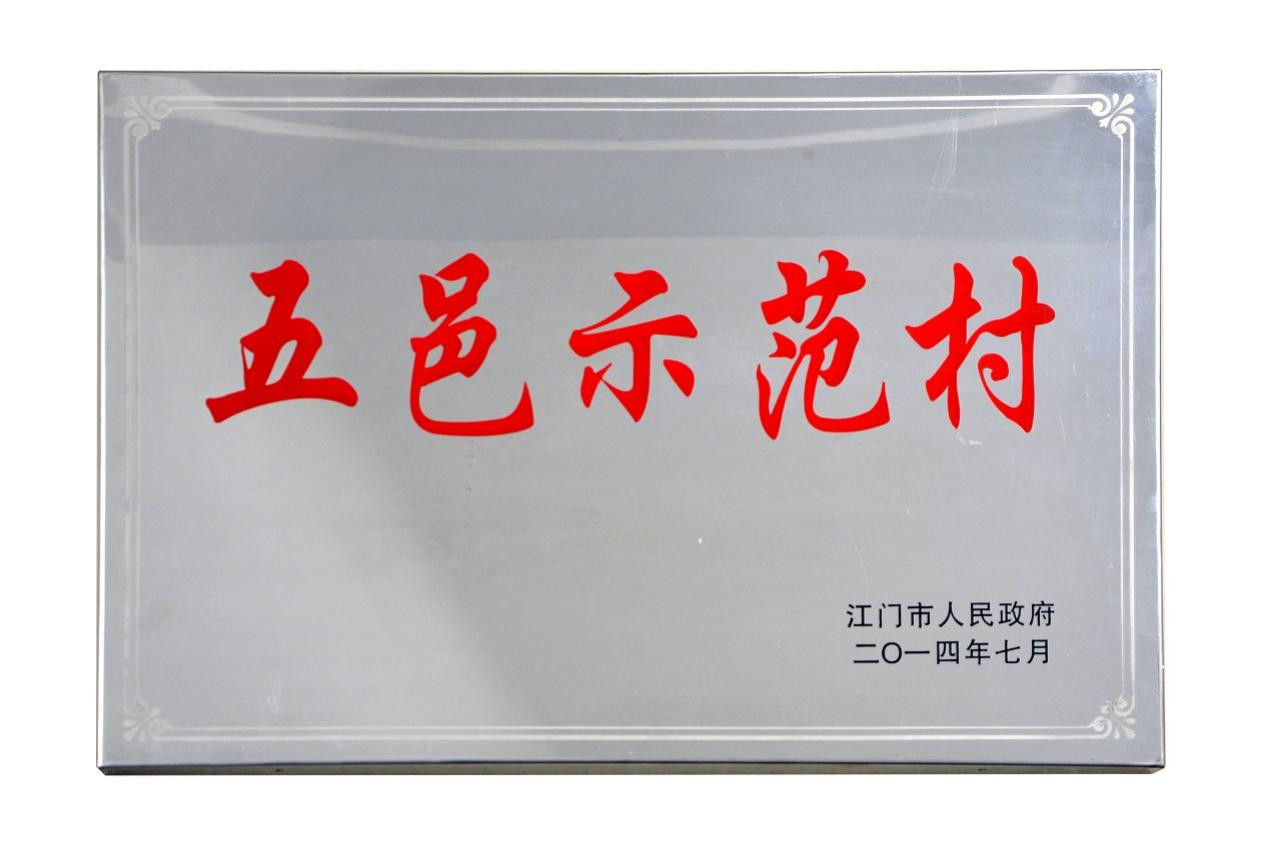 五邑示范村
江门市人民政府
二〇一四年七月